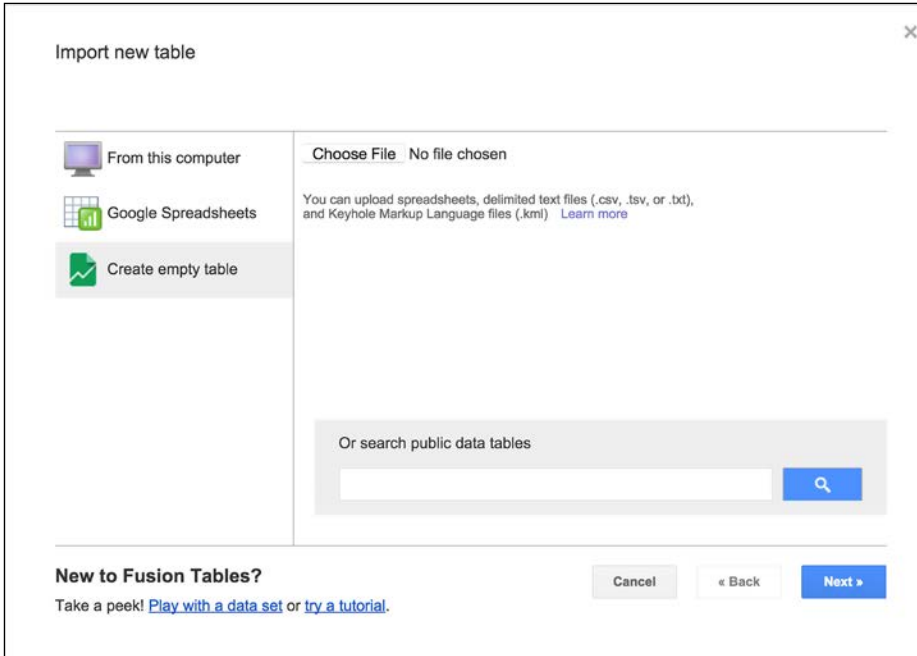 Import new table
×
From this computer
Google Spreadsheets
Create empty table
Choose File No file chosen
You can upload spreadsheets, delimited text files (.csv, .tsv, or .txt),
and Keyhole Markup Language files (.kml) Learn more
Or search public data tables
New to Fusion Tables?
Take a peek! Play with a data set or try a tutorial.
Cancel
« Back
Next »